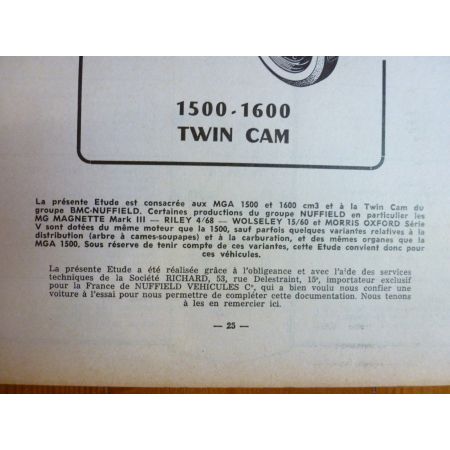 1500-1600
TWIN CAM
La présente Etude est consacrée aux MGA 1500 et 1600 cm3 et à la Twin Cam du
groupe BMC-NUFFIELD. Certaines productions du groupe NUFFIELD en particulier les
MG MAGNETTE Mark III — RILEY 4/68 — WOLSELEY 15/60 et MORRIS OXFORD Série
V sont dotées du même moteur que la 1500, sauf parfois quelques variantes relatives à la
distribution (arbre à cames-soupapes) et à la carburation, et des mêmes organes que la
MGA 1500. Sous réserve de tenir compte de ces variantes, cette Etude convient donc pour
ces véhicules.
La présente Etude a été réalisée grâce à l'obligeance et avec l'aide des services
techniques de la Société RICHARD, 53, rue Delestraint, 15e, importateur exclusif
pour la France de NUFFIELD VEHICULES C°, qui a bien voulu nous confier une
voiture à l'essai pour nous permettre de compléter cette documentation. Nous tenons
à les en remercier ici.
— 25 —